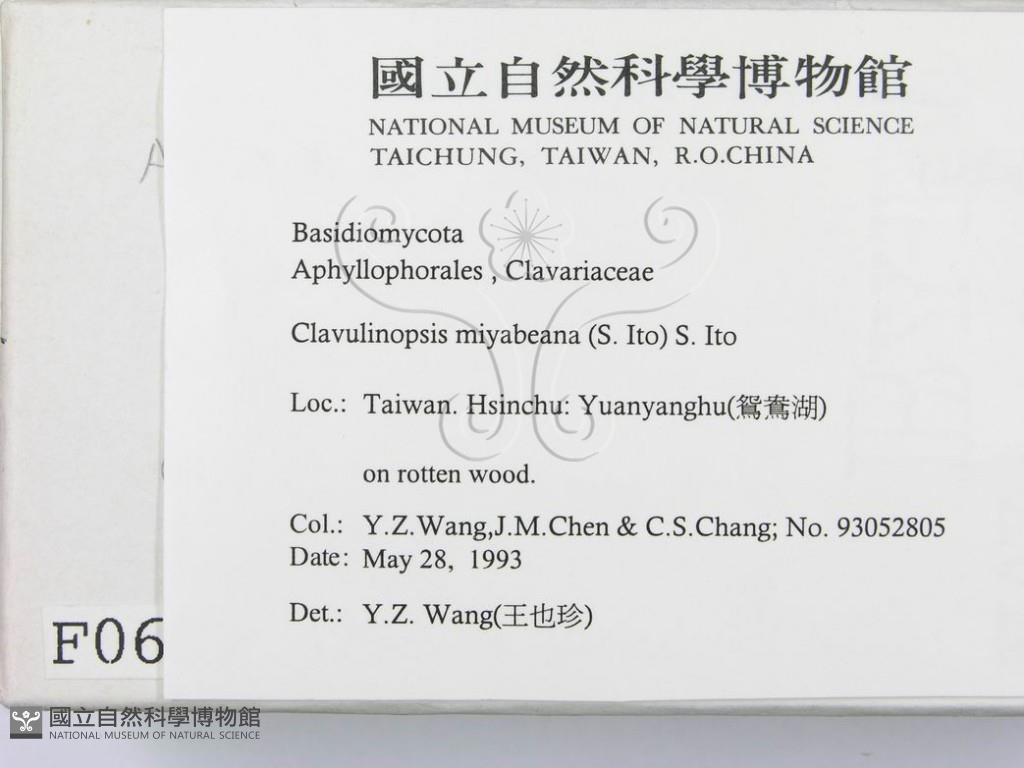 國立自然科學博物館
NATIONAL MUSEUM OF NATURAL SCIENCE
TAICHUNG, TAIWAN, R.O.CHINA
Basidiomycota
Aphyllophorales , Clavariaceae
Clavulinopsis miyabeana (S. Ito) S. Ito
Loc.: Taiwan. Hsinchu: Yuanyanghu(鴛鴦湖)
on rotten wood.
Col.: Y.Z.Wang,J.M.Chen & C.S.Chang; No. 93052805
Date: May 28, 1993
Det.: Y.Z. Wang(王也珍)
F06
國立自然科學博物館
NATIONAL MUSEUM OF NATURAL SCIENCE